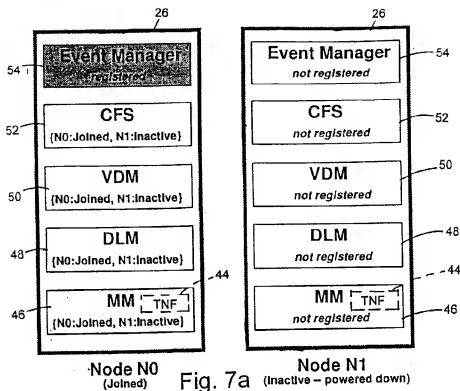 26
Event Manager
registered
54
CFS
{N0:Joined, N1:Inactive}
52
VDM
{N0:Joined, N1:Inactive}
50
DLM
{N0:Joined, N1:Inactive}
48
44
MM
TNF
{N0:Joined, N1:Inactive}
46
Node N0
(Joined)
26
Event Manager
not registered
54
CFS
not registered
52
VDM
not registered
50
DLM
not registered
48
44
MM
TNF
not registered
46
Node N1
(Inactive – powered down)
Fig. 7a